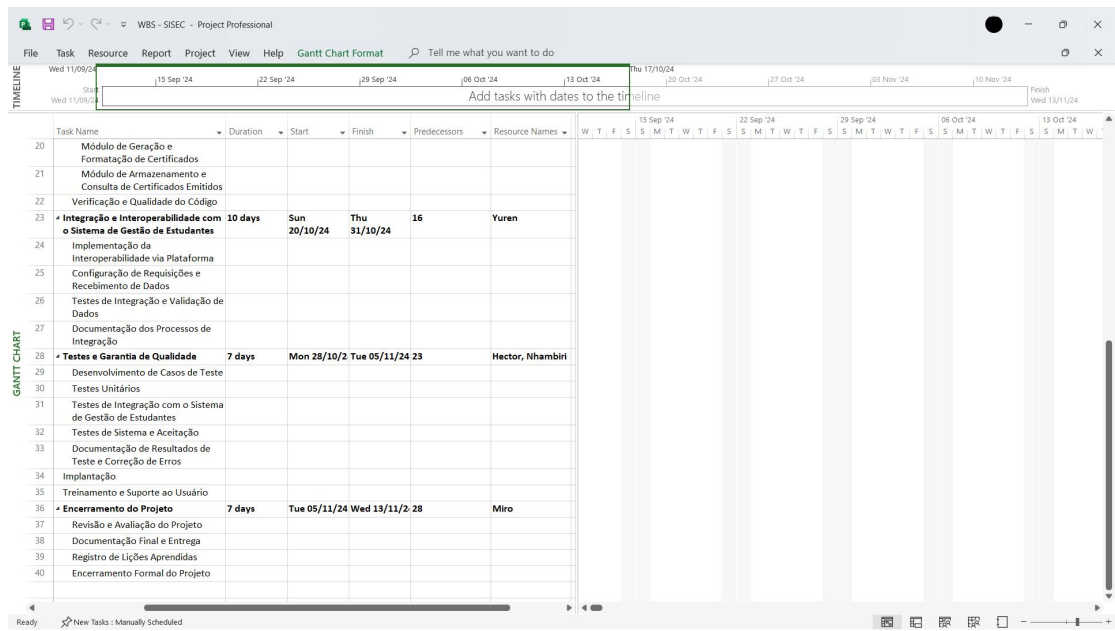 WBS - SISEC - Project Professional
File Task Resource Report Project View Help Gantt Chart Format Tell me what you want to do
TIMELINE
Wed 11/09/24 Thu 17/10/24
15 Sep '24 22 Sep '24 29 Sep '24 06 Oct '24 13 Oct '24 20 Oct '24 27 Oct '24 03 Nov '24 10 Nov '24
Start
Wed 11/09/24
Add tasks with dates to the timeline
Finish
Wed 13/11/24
GANTT CHART
Task Name Duration Start Finish Predecessors Resource Names
15 Sep '24 22 Sep '24 29 Sep '24 06 Oct '24 13 Oct '24
W T F S S M T W T F S S M T W T F S S M T W T F S S M T W T F S S M T W
20 Módulo de Geração e
Formatação de Certificados
21 Módulo de Armazenamento e
Consulta de Certificados Emitidos
22 Verificação e Qualidade do Código
23 Integração e Interoperabilidade com 10 days Sun Thu 16 Yuren
o Sistema de Gestão de Estudantes 20/10/24 31/10/24
24 Implementação da
Interoperabilidade via Plataforma
25 Configuração de Requisições e
Recebimento de Dados
26 Testes de Integração e Validação de
Dados
27 Documentação dos Processos de
Integração
28 Testes e Garantia de Qualidade 7 days Mon 28/10/2 Tue 05/11/24 23 Hector, Nhambiri
29 Desenvolvimento de Casos de Teste
30 Testes Unitários
31 Testes de Integração com o Sistema
de Gestão de Estudantes
32 Testes de Sistema e Aceitação
33 Documentação de Resultados de
Teste e Correção de Erros
34 Implantação
35 Treinamento e Suporte ao Usuário
36 Encerramento do Projeto 7 days Tue 05/11/24 Wed 13/11/2 28 Miro
37 Revisão e Avaliação do Projeto
38 Documentação Final e Entrega
39 Registro de Lições Aprendidas
40 Encerramento Formal do Projeto
Ready New Tasks : Manually Scheduled